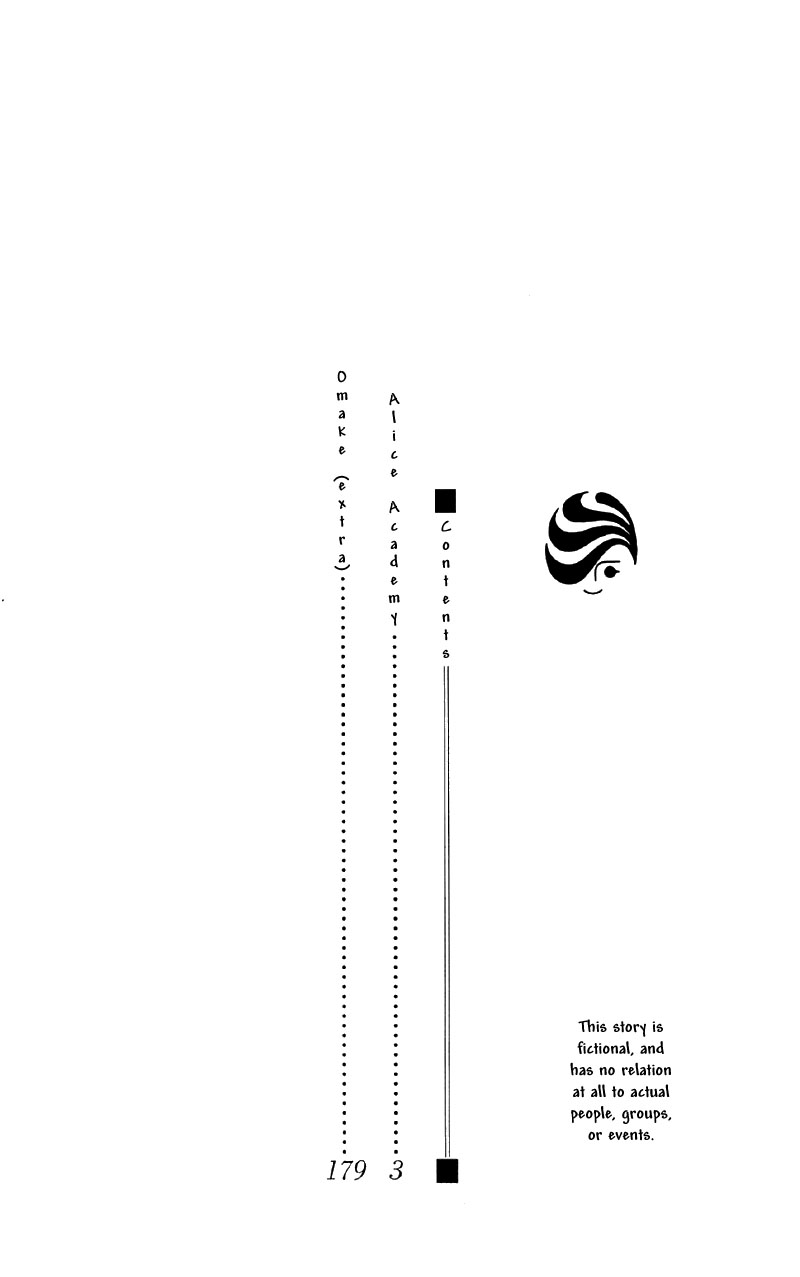 Contents
Alice Academy 3
Omake (extra) 179
This story is
fictional, and
has no relation
at all to actual
people, groups,
or events.